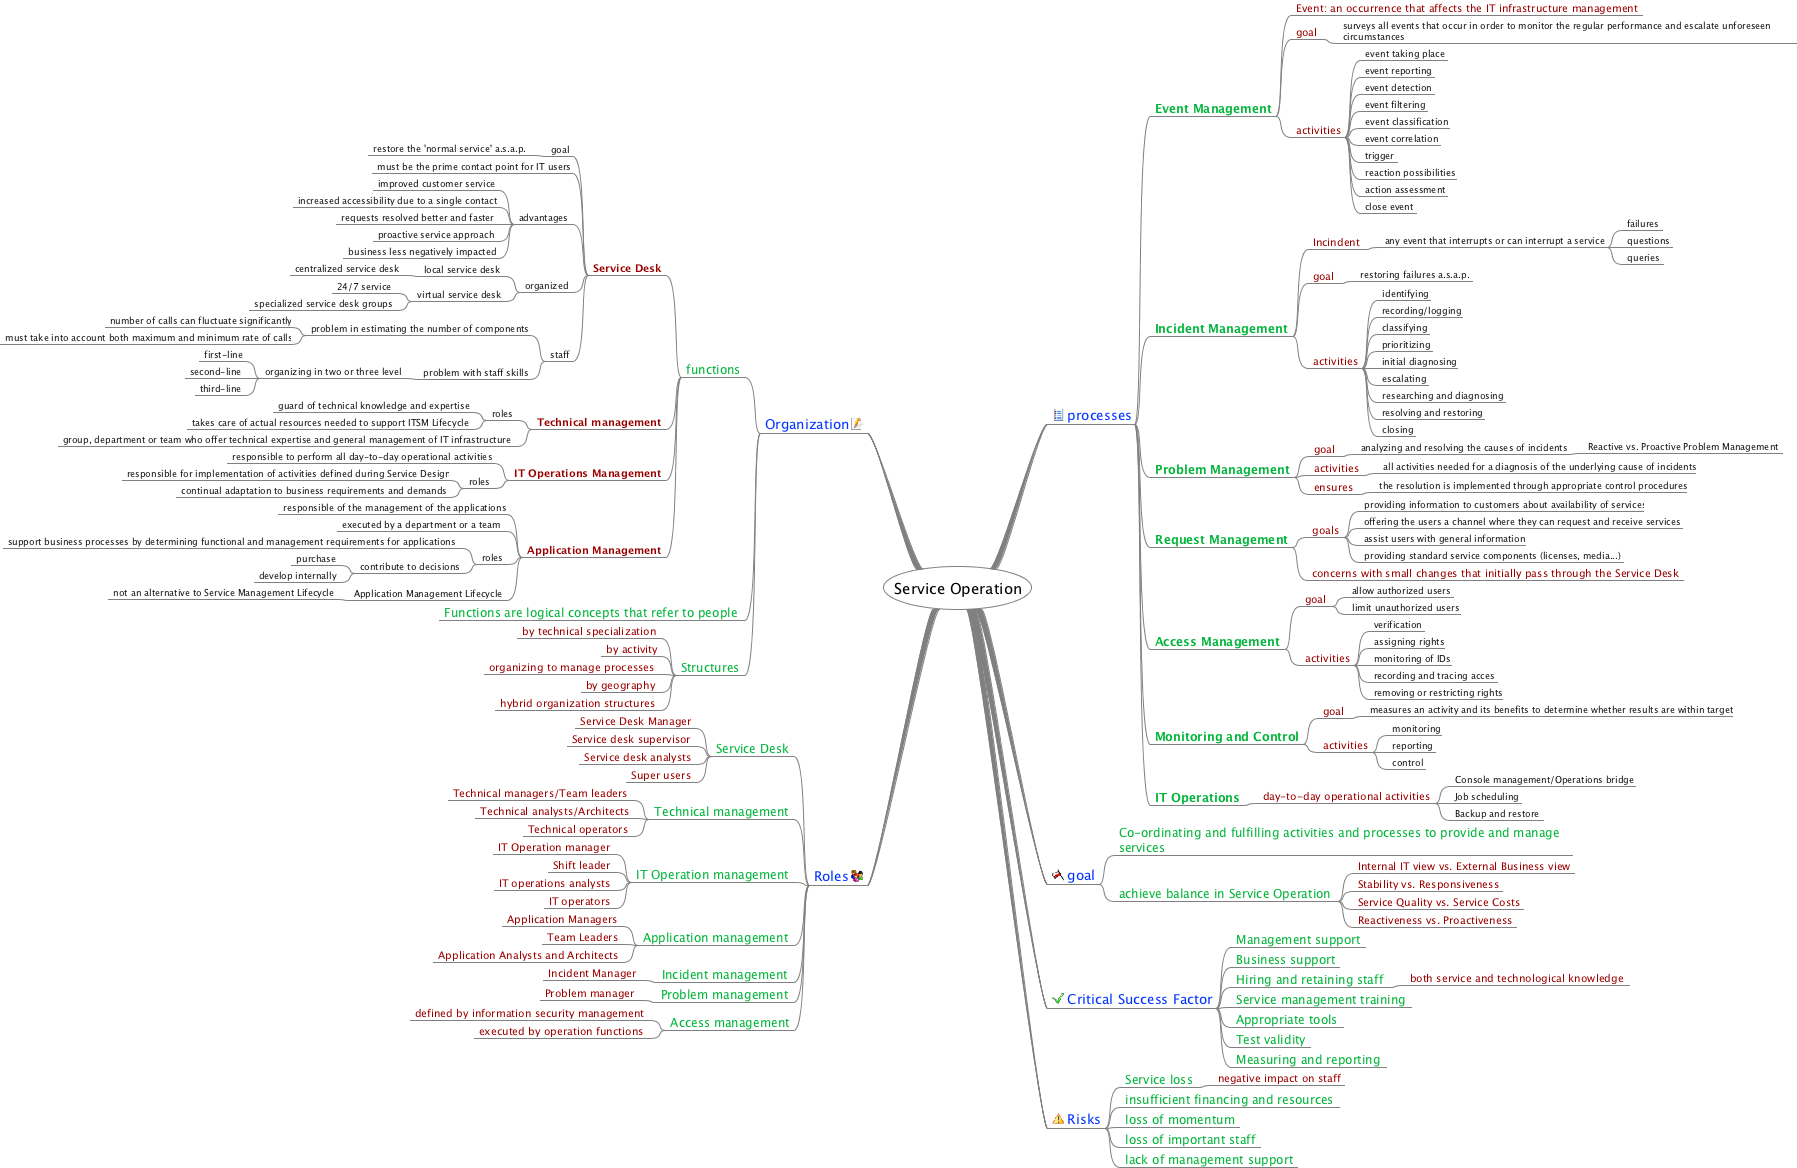 Service Operation
processes
Event Management
Event: an occurrence that affects the IT infrastructure management
goal
surveys all events that occur in order to monitor the regular performance and escalate unforeseen
circumstances
activities
event taking place
event reporting
event detection
event filtering
event classification
event correlation
trigger
reaction possibilities
action assessment
close event
Incident Management
Incindent
any event that interrupts or can interrupt a service
failures
questions
queries
goal
restoring failures a.s.a.p.
activities
identifying
recording/logging
classifying
prioritizing
initial diagnosing
escalating
researching and diagnosing
resolving and restoring
closing
Problem Management
goal
analyzing and resolving the causes of incidents
Reactive vs. Proactive Problem Management
activities
all activities needed for a diagnosis of the underlying cause of incidents
ensures
the resolution is implemented through appropriate control procedures
Request Management
goals
providing information to customers about availability of services
offering the users a channel where they can request and receive services
assist users with general information
providing standard service components (licenses, media...)
concerns with small changes that initially pass through the Service Desk
Access Management
goal
allow authorized users
limit unauthorized users
activities
verification
assigning rights
monitoring of IDs
recording and tracing acces
removing or restricting rights
Monitoring and Control
goal
measures an activity and its benefits to determine whether results are within target
activities
monitoring
reporting
control
IT Operations
day-to-day operational activities
Console management/Operations bridge
Job scheduling
Backup and restore
goal
Co-ordinating and fulfilling activities and processes to provide and manage
services
achieve balance in Service Operation
Internal IT view vs. External Business view
Stability vs. Responsiveness
Service Quality vs. Service Costs
Reactiveness vs. Proactiveness
Critical Success Factor
Management support
Business support
Hiring and retaining staff
both service and technological knowledge
Service management training
Appropriate tools
Test validity
Measuring and reporting
Risks
Service loss
negative impact on staff
insufficient financing and resources
loss of momentum
loss of important staff
lack of management support
Organization
functions
Service Desk
goal
restore the 'normal service' a.s.a.p.
must be the prime contact point for IT users
advantages
improved customer service
increased accessibility due to a single contact
requests resolved better and faster
proactive service approach
business less negatively impacted
organized
local service desk
centralized service desk
virtual service desk
24/7 service
specialized service desk groups
staff
problem in estimating the number of components
number of calls can fluctuate significantly
must take into account both maximum and minimum rate of calls
problem with staff skills
organizing in two or three level
first-line
second-line
third-line
Technical management
roles
guard of technical knowledge and expertise
takes care of actual resources needed to support ITSM Lifecycle
group, department or team who offer technical expertise and general management of IT infrastructure
IT Operations Management
responsible to perform all day-to-day operational activities
roles
responsible for implementation of activities defined during Service Design
continual adaptation to business requirements and demands
Application Management
responsible of the management of the applications
executed by a department or a team
roles
support business processes by determining functional and management requirements for applications
contribute to decisions
purchase
develop internally
Application Management Lifecycle
not an alternative to Service Management Lifecycle
Functions are logical concepts that refer to people
Structures
by technical specialization
by activity
organizing to manage processes
by geography
hybrid organization structures
Roles
Service Desk
Service Desk Manager
Service desk supervisor
Service desk analysts
Super users
Technical management
Technical managers/Team leaders
Technical analysts/Architects
Technical operators
IT Operation management
IT Operation manager
Shift leader
IT operations analysts
IT operators
Application management
Application Managers
Team Leaders
Application Analysts and Architects
Incident management
Incident Manager
Problem management
Problem manager
Access management
defined by information security management
executed by operation functions